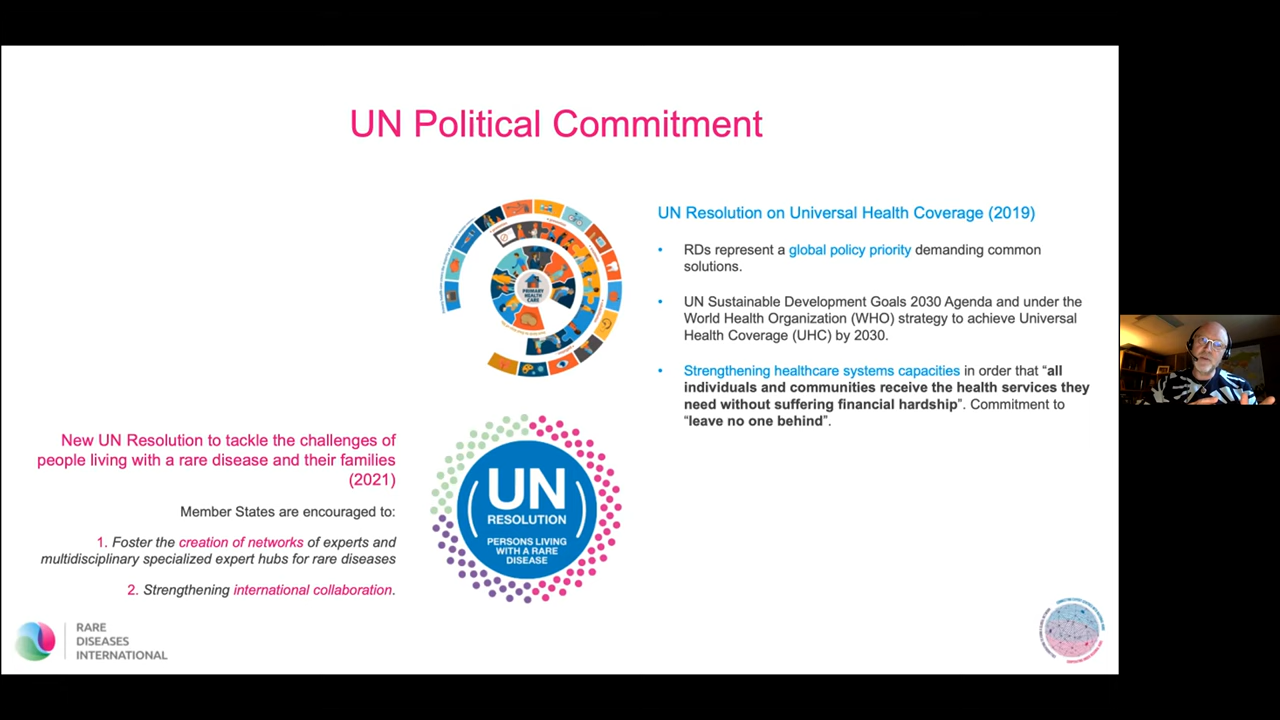 UN Political Commitment
UN Resolution on Universal Health Coverage (2019)
• RDs represent a global policy priority demanding common
solutions.
• UN Sustainable Development Goals 2030 Agenda and under the
World Health Organization (WHO) strategy to achieve Universal
Health Coverage (UHC) by 2030.
• Strengthening healthcare systems capacities in order that “all
individuals and communities receive the health services they
need without suffering financial hardship”. Commitment to
“leave no one behind”.
PRIMARY
HEALTH
CARE
New UN Resolution to tackle the challenges of
people living with a rare disease and their families
(2021)
Member States are encouraged to:
1. Foster the creation of networks of experts and
multidisciplinary specialized expert hubs for rare diseases
2. Strengthening international collaboration.
UN
RESOLUTION
PERSONS LIVING
WITH A RARE
DISEASE
RARE
DISEASES
INTERNATIONAL